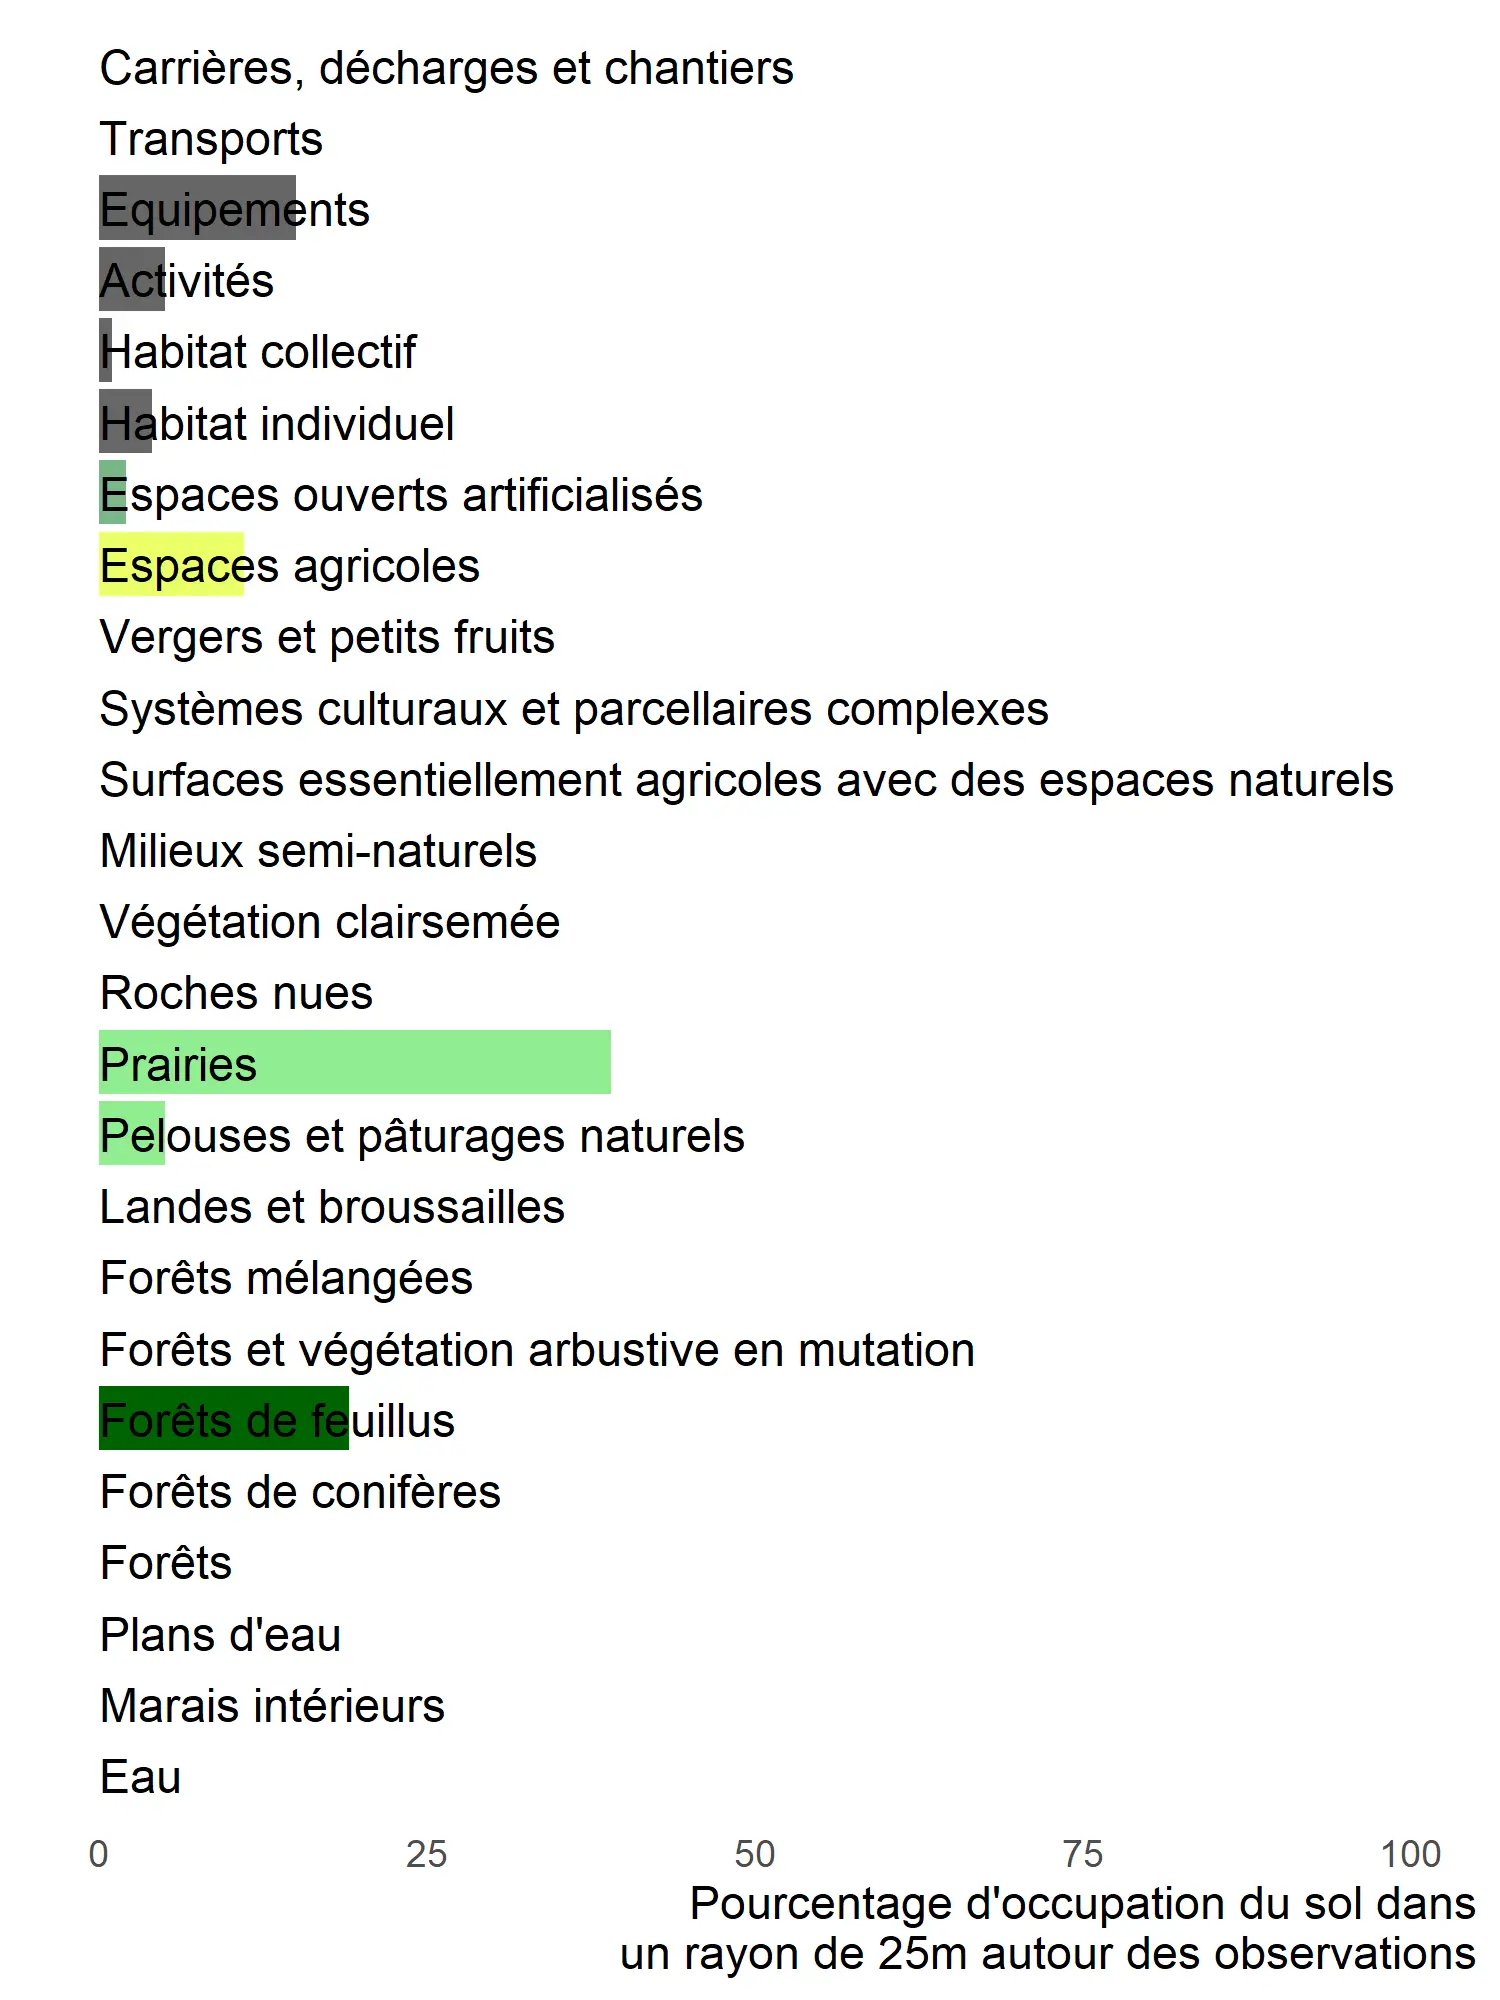 Carrières, décharges et chantiers
Transports
Equipements
Activités
Habitat collectif
Habitat individuel
Espaces ouverts artificialisés
Espaces agricoles
Vergers et petits fruits
Systèmes culturaux et parcellaires complexes
Surfaces essentiellement agricoles avec des espaces naturels
Milieux semi-naturels
Végétation clairsemée
Roches nues
Prairies
Pelouses et pâturages naturels
Landes et broussailles
Forêts mélangées
Forêts et végétation arbustive en mutation
Forêts de feuillus
Forêts de conifères
Forêts
Plans d'eau
Marais intérieurs
Eau
0 25 50 75 100
Pourcentage d'occupation du sol dans
un rayon de 25m autour des observations